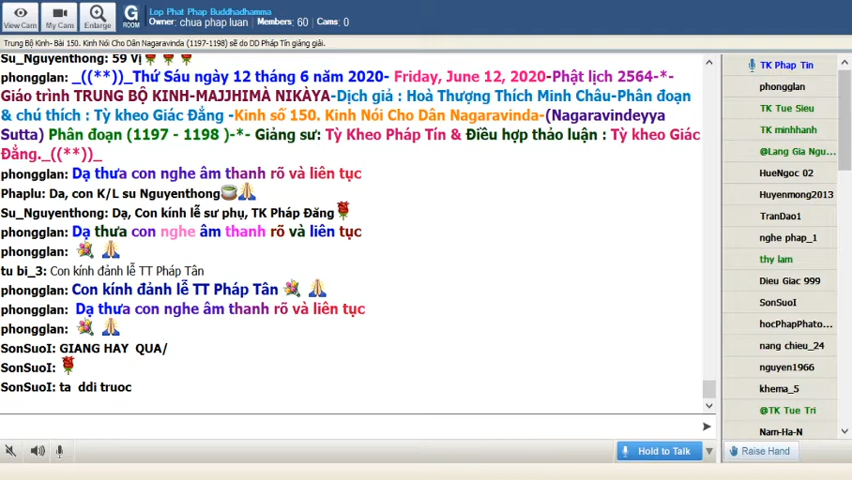 Lop Phat Phap Buddhadhamma
Owner: chua phap luan Members: 60 Cams: 0
View Cam
My Cam
Enlarge
G
ROOM
Trung Bộ Kinh- Bài 150. Kinh Nói Cho Dân Nagaravinda (1197-1198) sẽ do DD Pháp Tín giảng giải.
Su_Nguyenthong: 59 Vị
phongglan: _((**))_Thứ Sáu ngày 12 tháng 6 năm 2020- Friday, June 12, 2020-Phật lịch 2564-*-
Giáo trình TRUNG BỘ KINH-MAJJHIMÀ NIKÀYA-Dịch giả : Hoà Thượng Thích Minh Châu-Phân đoạn
& chú thích : Tỳ kheo Giác Đẳng -Kinh số 150. Kinh Nói Cho Dân Nagaravinda-(Nagaravindeyya
Sutta) Phân đoạn (1197 - 1198 )-*- Giảng sư: Tỳ Kheo Pháp Tín & Điều hợp thảo luận : Tỳ kheo Giác
Đẳng._((**))_
phongglan: Dạ thưa con nghe âm thanh rõ và liên tục
Phaplu: Da, con K/L su Nguyenthong
Su_Nguyenthong: Dạ, Con kính lễ sư phụ, TK Pháp Đăng
phongglan: Dạ thưa con nghe âm thanh rõ và liên tục
phongglan:
tu bi_3: Con kính đảnh lễ TT Pháp Tân
phongglan: Con kính đảnh lễ TT Pháp Tân
phongglan: Dạ thưa con nghe âm thanh rõ và liên tục
phongglan:
SonSuoI: GIANG HAY QUA/
SonSuoI:
SonSuoI: ta ddi truoc
Hold to Talk
TK Phap Tin
phongglan
TK Tue Sieu
TK minhhanh
@Lang Gia Ngu...
HueNgoc 02
Huyenmong2013
TranDao1
nghe phap_1
thy lam
Dieu Giac 999
SonSuoI
hocPhapPhato...
nang chieu_24
nguyen1966
khema_5
@TK Tue Tri
Nam-Ha-N
Raise Hand